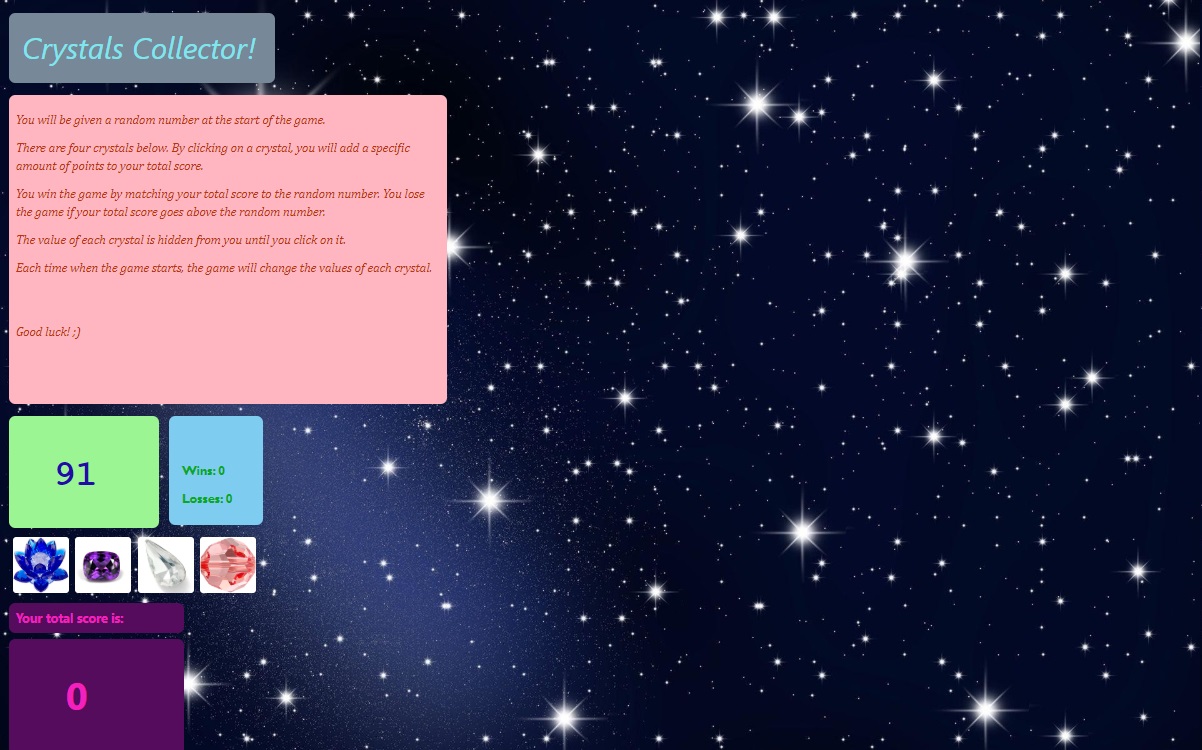 Crystals Collector!
You will be given a random number at the start of the game.
There are four crystals below. By clicking on a crystal, you will add a specific
amount of points to your total score.
You win the game by matching your total score to the random number. You lose
the game if your total score goes above the random number.
The value of each crystal is hidden from you until you click on it.
Each time when the game starts, the game will change the values of each crystal.
Good luck! ;)
91
Wins: 0
Losses: 0
Your total score is:
0